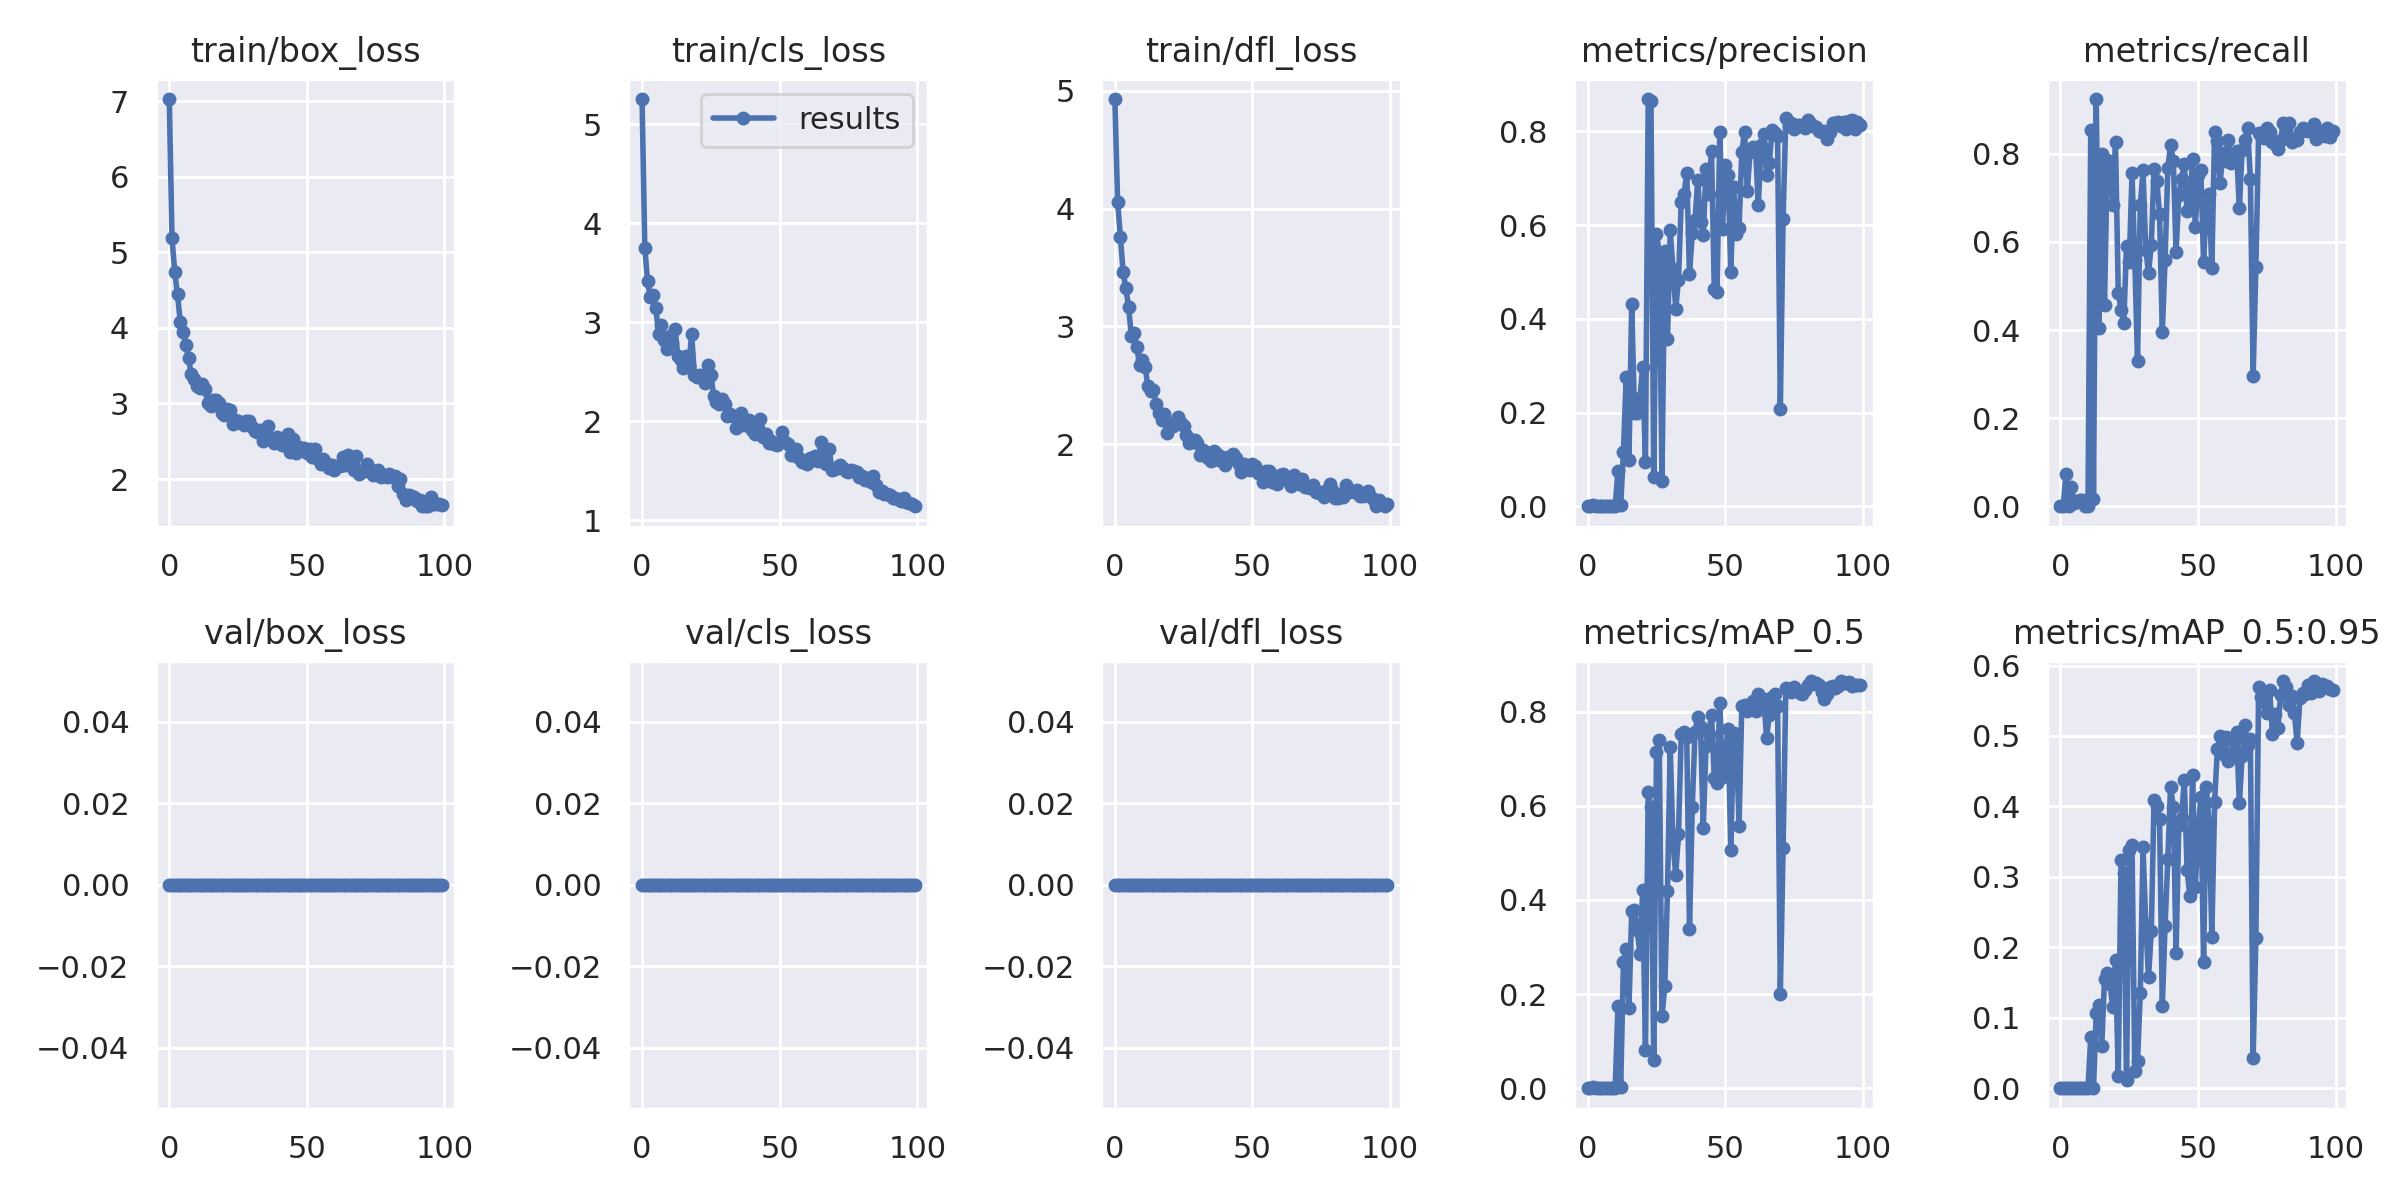 train/box_loss
train/cls_loss
train/dfl_loss
metrics/precision
metrics/recall
7
6
5
4
3
2
0 50 100
results
5
4
3
2
1
0 50 100
5
4
3
2
0 50 100
0.8
0.6
0.4
0.2
0.0
0 50 100
0.8
0.6
0.4
0.2
0.0
0 50 100
val/box_loss
val/cls_loss
val/dfl_loss
metrics/mAP_0.5
metrics/mAP_0.5:0.95
0.04
0.02
0.00
−0.02
−0.04
0 50 100
0.04
0.02
0.00
−0.02
−0.04
0 50 100
0.04
0.02
0.00
−0.02
−0.04
0 50 100
0.8
0.6
0.4
0.2
0.0
0 50 100
0.6
0.5
0.4
0.3
0.2
0.1
0.0
0 50 100